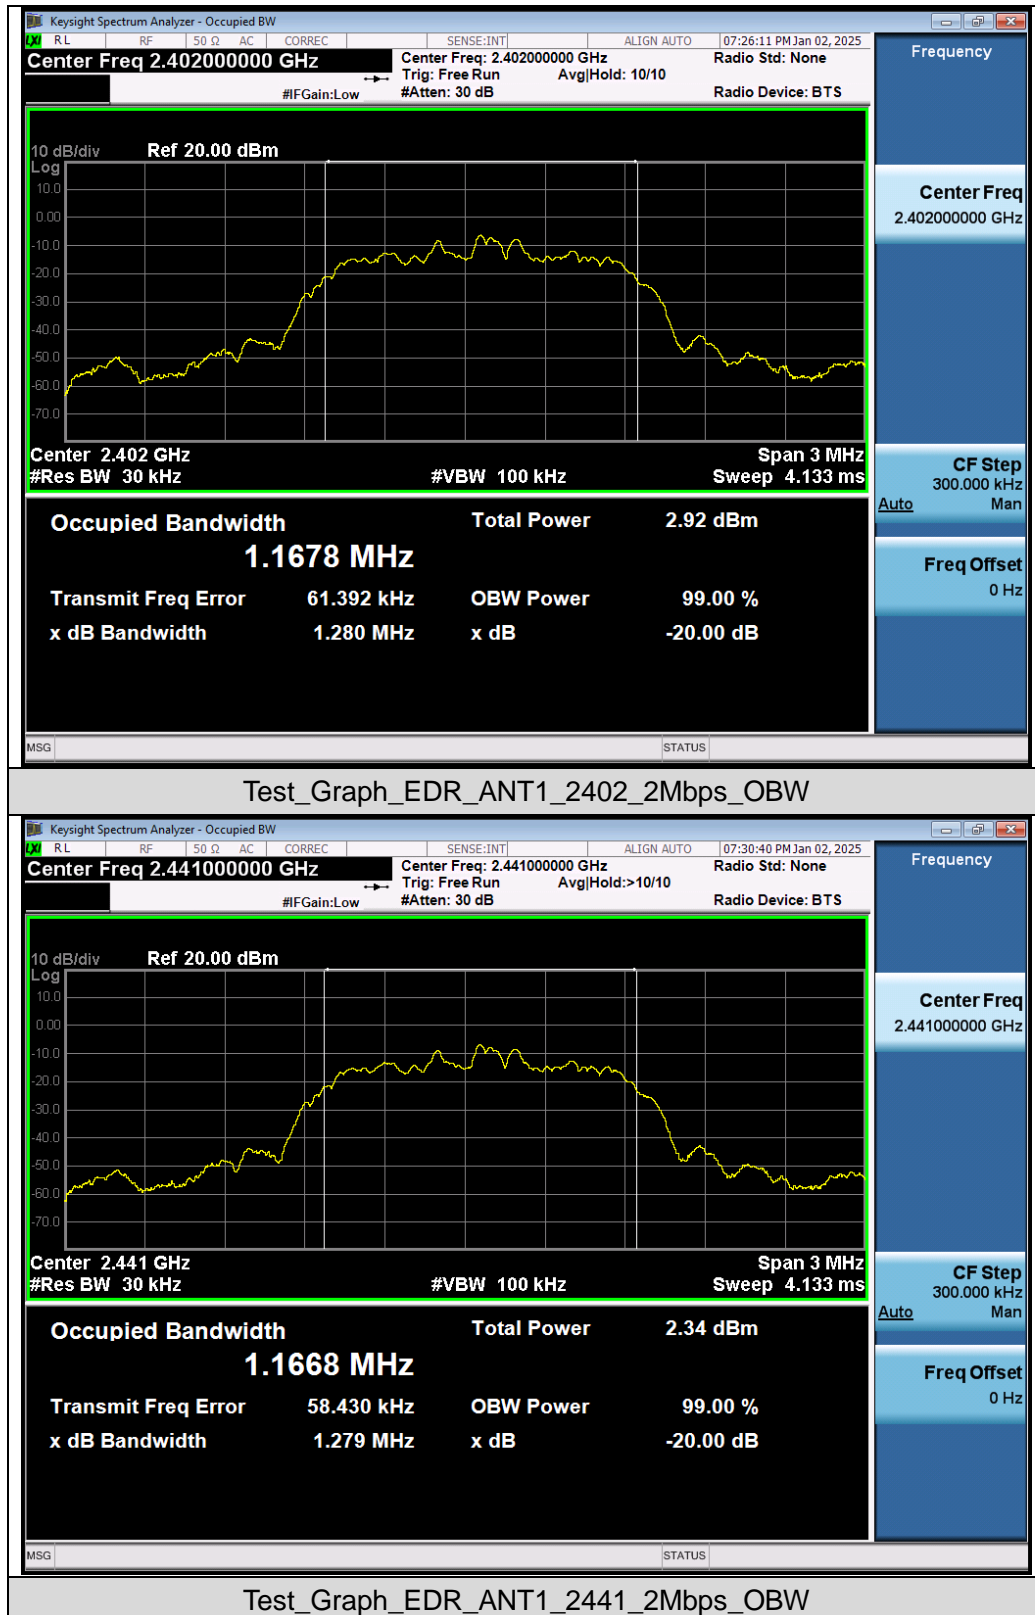 Keysight Spectrum Analyzer - Occupied BW
LXI RL RF 50 Ω AC CORREC SENSE:INT ALIGN AUTO 07:26:11 PM Jan 02, 2025
Center Freq 2.402000000 GHz
Center Freq: 2.402000000 GHz Radio Std: None
Trig: Free Run Avg|Hold: 10/10
#IFGain:Low #Atten: 30 dB Radio Device: BTS
Frequency
10 dB/div Ref 20.00 dBm
Log
10.0
0.00
-10.0
-20.0
-30.0
-40.0
-50.0
-60.0
-70.0
Center 2.402 GHz Span 3 MHz
#Res BW 30 kHz #VBW 100 kHz Sweep 4.133 ms
Center Freq
2.402000000 GHz
CF Step
300.000 kHz
Auto Man
Freq Offset
0 Hz
Occupied Bandwidth Total Power 2.92 dBm
1.1678 MHz
Transmit Freq Error 61.392 kHz OBW Power 99.00 %
x dB Bandwidth 1.280 MHz x dB -20.00 dB
MSG STATUS
Test_Graph_EDR_ANT1_2402_2Mbps_OBW
Keysight Spectrum Analyzer - Occupied BW
LXI RL RF 50 Ω AC CORREC SENSE:INT ALIGN AUTO 07:30:40 PM Jan 02, 2025
Center Freq 2.441000000 GHz
Center Freq: 2.441000000 GHz Radio Std: None
Trig: Free Run Avg|Hold:>10/10
#IFGain:Low #Atten: 30 dB Radio Device: BTS
Frequency
10 dB/div Ref 20.00 dBm
Log
10.0
0.00
-10.0
-20.0
-30.0
-40.0
-50.0
-60.0
-70.0
Center 2.441 GHz Span 3 MHz
#Res BW 30 kHz #VBW 100 kHz Sweep 4.133 ms
Center Freq
2.441000000 GHz
CF Step
300.000 kHz
Auto Man
Freq Offset
0 Hz
Occupied Bandwidth Total Power 2.34 dBm
1.1668 MHz
Transmit Freq Error 58.430 kHz OBW Power 99.00 %
x dB Bandwidth 1.279 MHz x dB -20.00 dB
MSG STATUS
Test_Graph_EDR_ANT1_2441_2Mbps_OBW